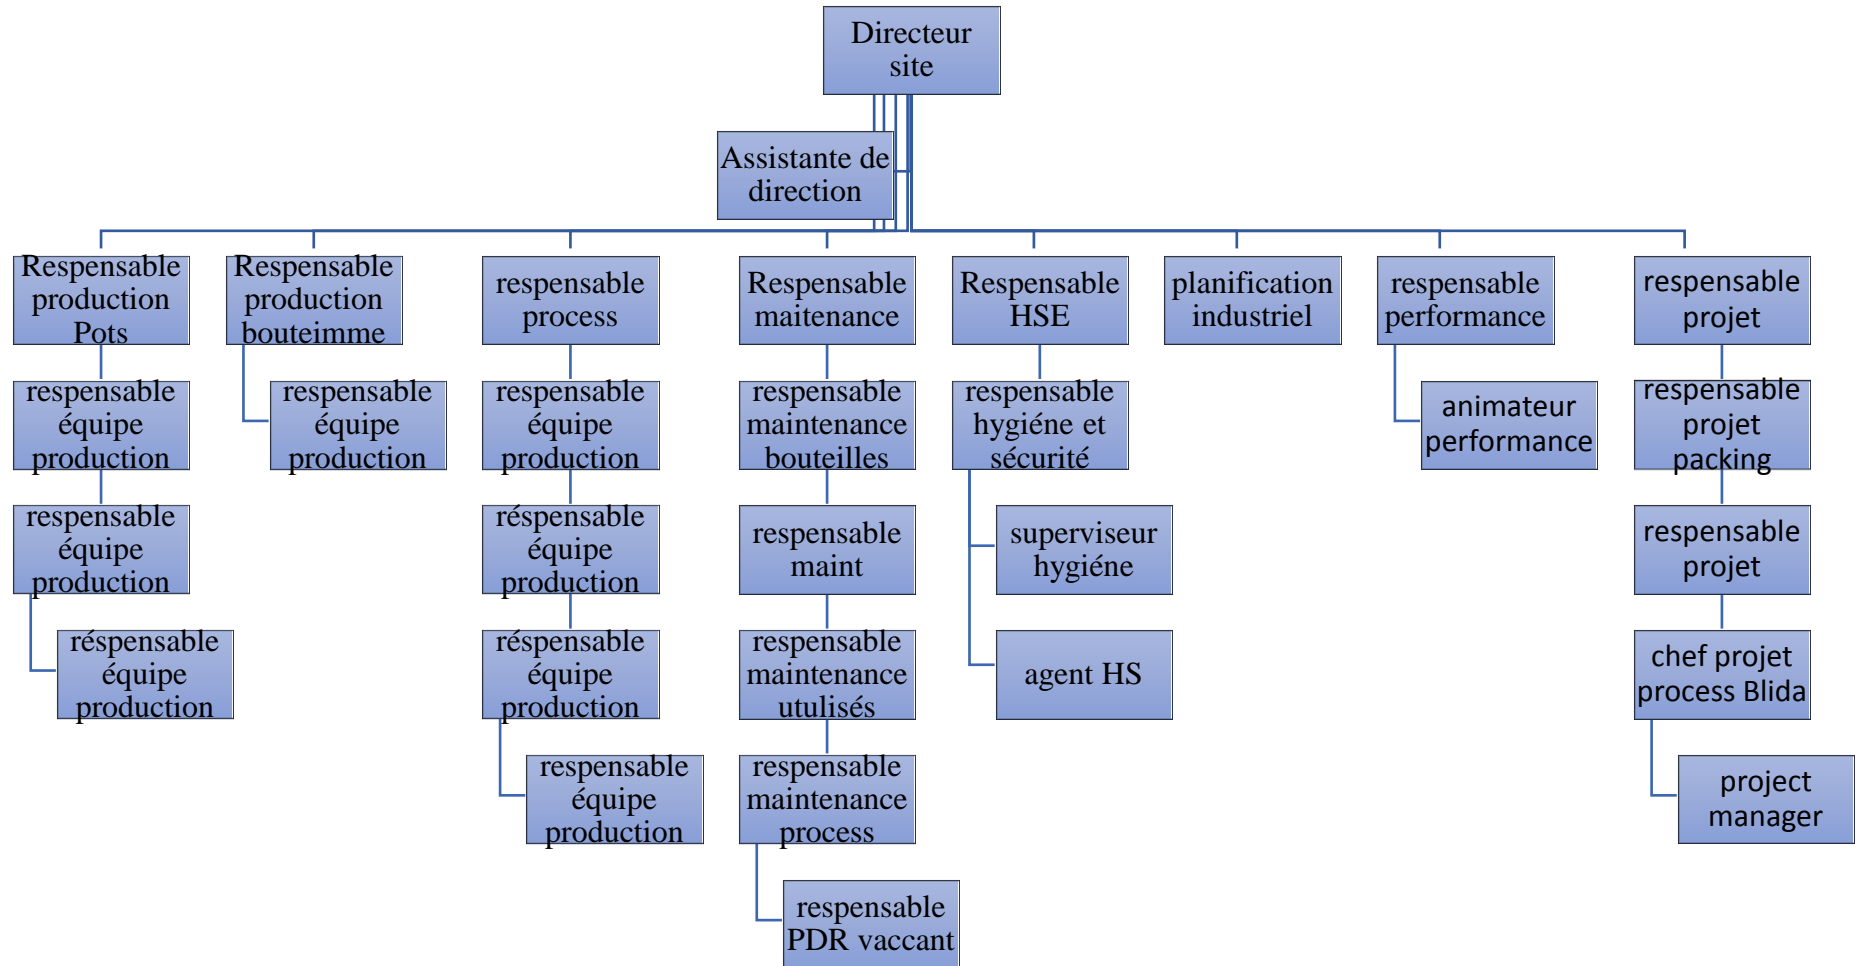 Directeur
site
Assistante de
direction
Respensable
production
Pots
Respensable
production
bouteimme
respensable
process
Respensable
maitenance
Respensable
HSE
planification
industriel
respensable
performance
respensable
projet
respensable
équipe
production
respensable
équipe
production
respensable
équipe
production
respensable
maintenance
bouteilles
respensable
hygiéne et
sécurité
animateur
performance
respensable
projet
packing
respensable
équipe
production
réspensable
équipe
production
respensable
maint
superviseur
hygiéne
respensable
projet
réspensable
équipe
production
réspensable
équipe
production
respensable
maintenance
utulisés
agent HS
chef projet
process Blida
respensable
équipe
production
respensable
maintenance
process
project
manager
respensable
PDR vaccant